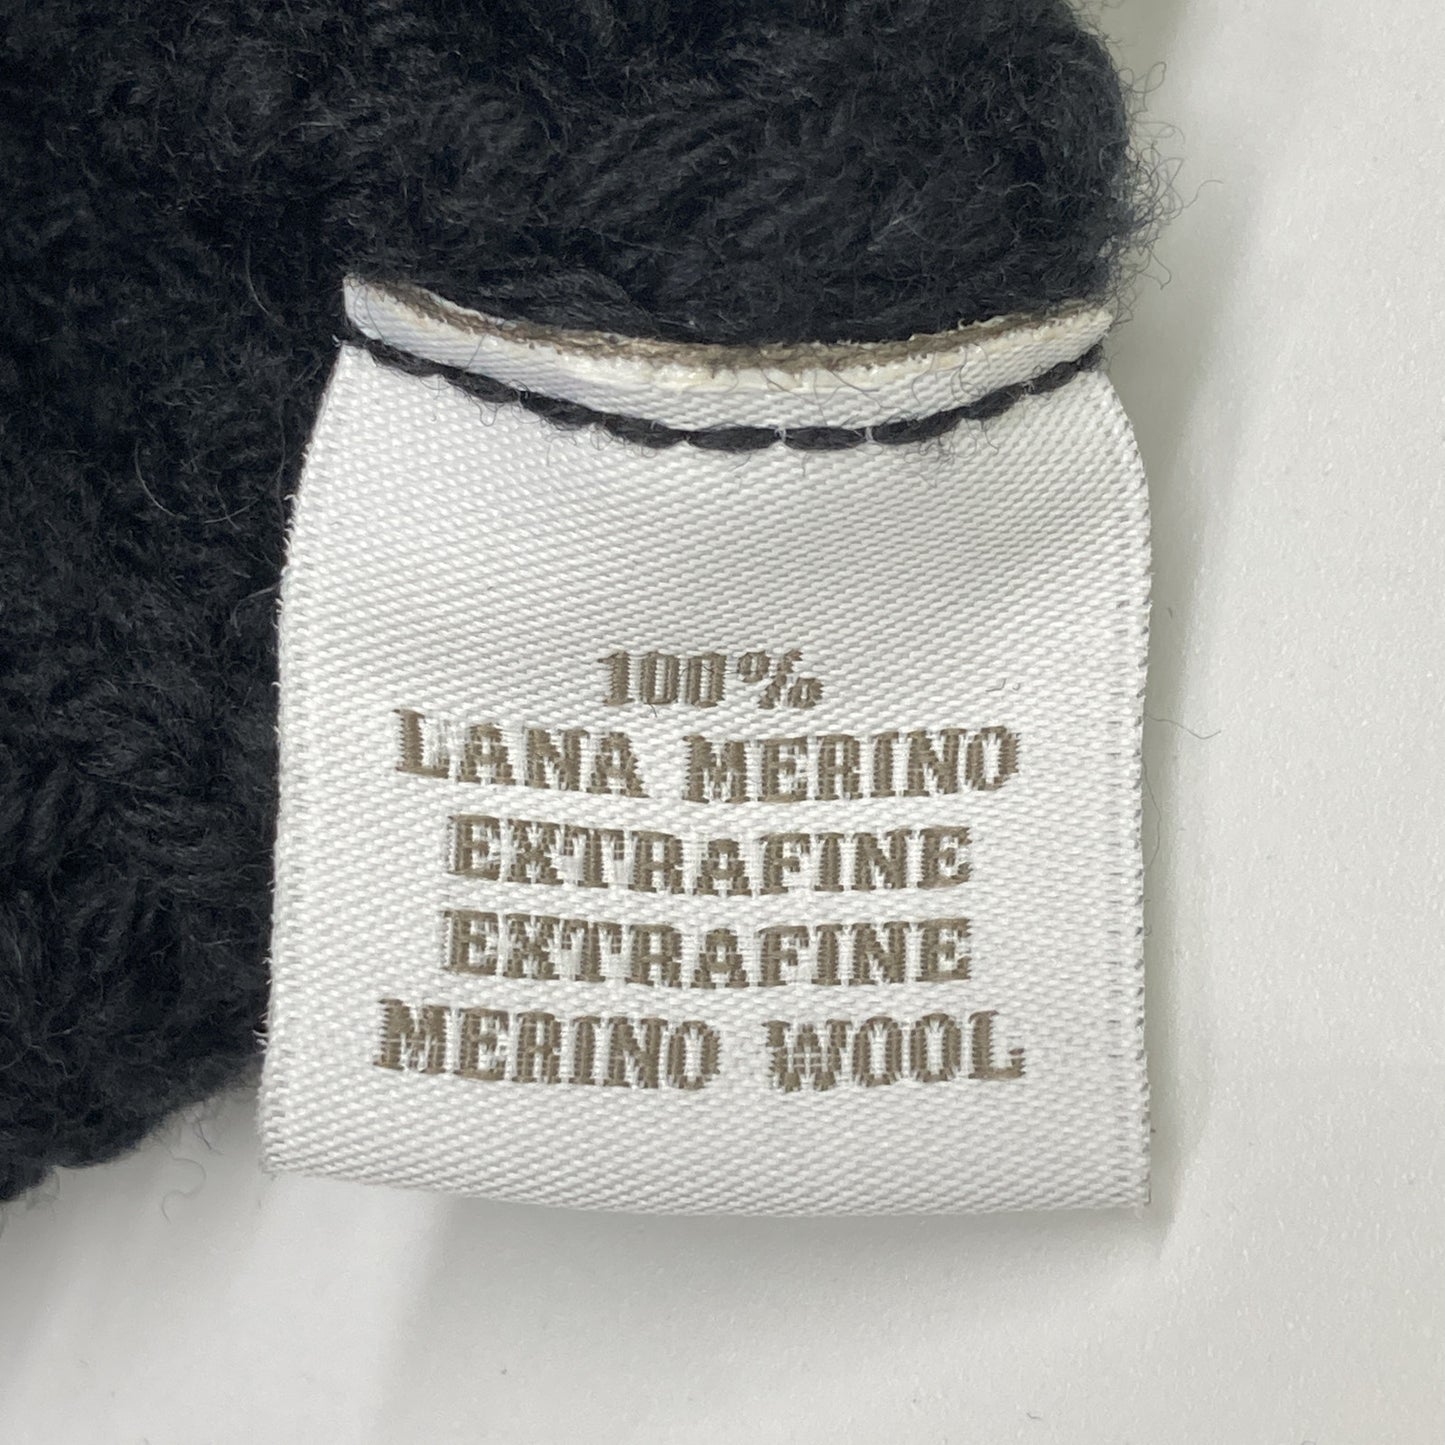 100%
LANA MERINO
EXTRAFINE
EXTRAFINE
MERINO WOOL